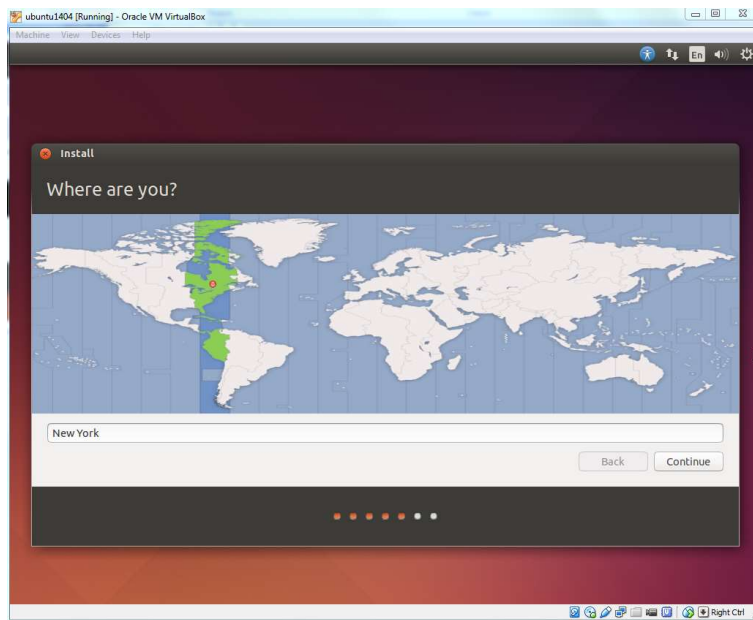 ubuntu1404 [Running] - Oracle VM VirtualBox
Machine View Devices Help
En
Install
Where are you?
New York
Back Continue
Right Ctrl